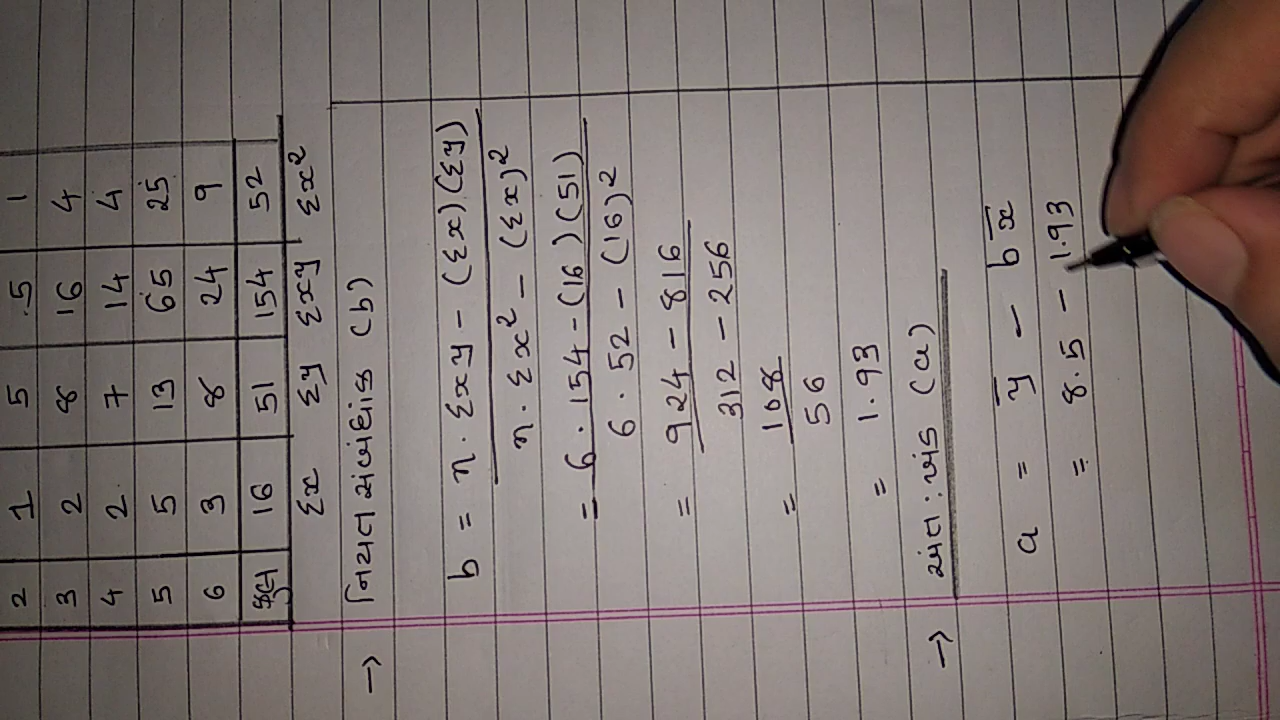 2 1 5 .5 1
3 2 8 16 4
4 2 7 14 4
5 5 13 65 25
6 3 8 24 9
કુલ 16 51 154 52
Σx Σy Σxy Σx²
→ નિયત સંબંધાંક (b)
b = n · Σxy - (Σx) (Σy)
n · Σx² - (Σx)²
= 6 · 154 - (16) (51)
6 · 52 - (16)²
= 924 - 816
312 - 256
= 108
56
= 1.93
→ અંત:ખંડ (a)
a = y̅ - bx̅
= 8.5 - 1.93